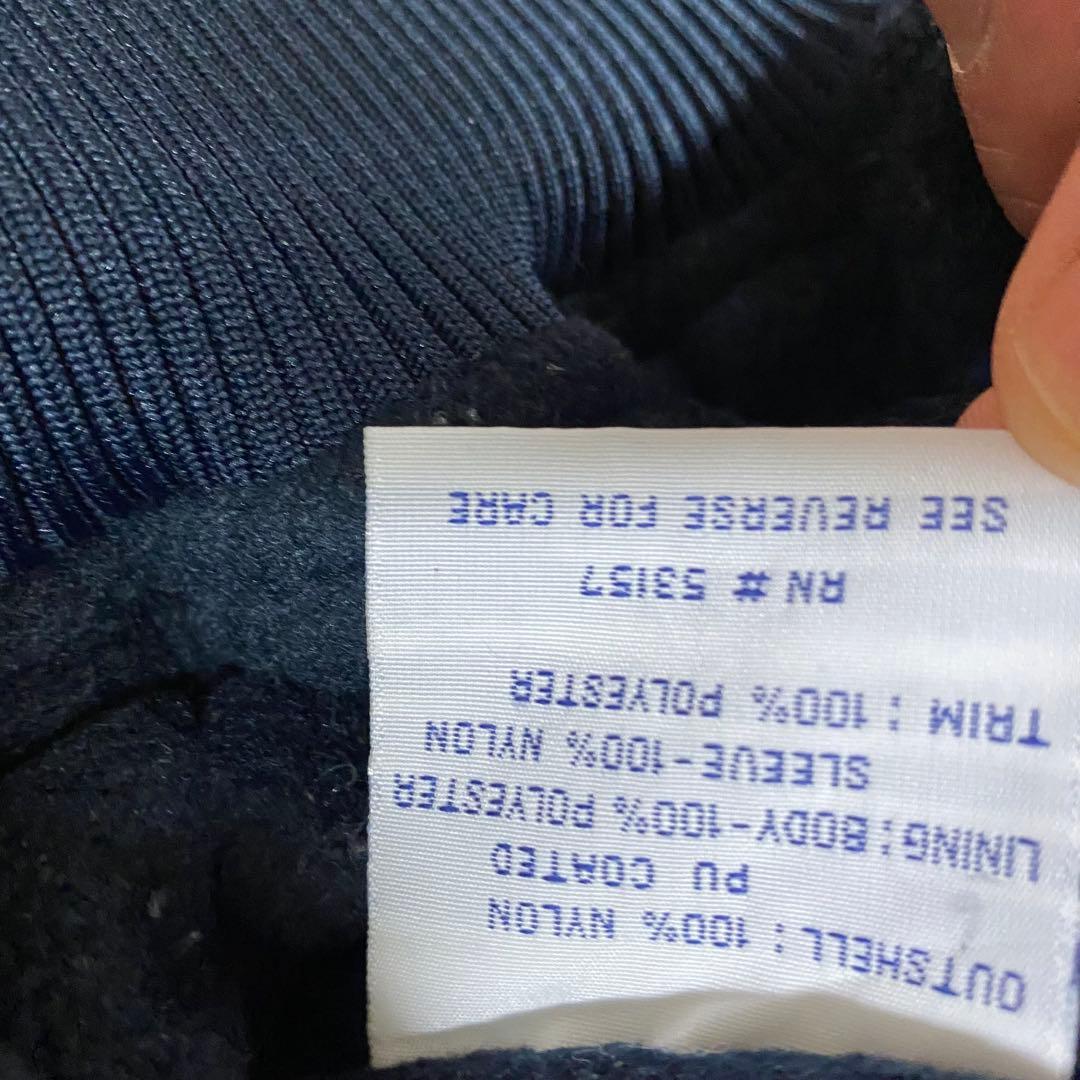 OUTSHELL: 100% NYLON
PU COATED
LINING: BODY-100% POLYESTER
SLEEVE-100% NYLON
TRIM: 100% POLYESTER
RN # 53157
SEE REVERSE FOR CARE